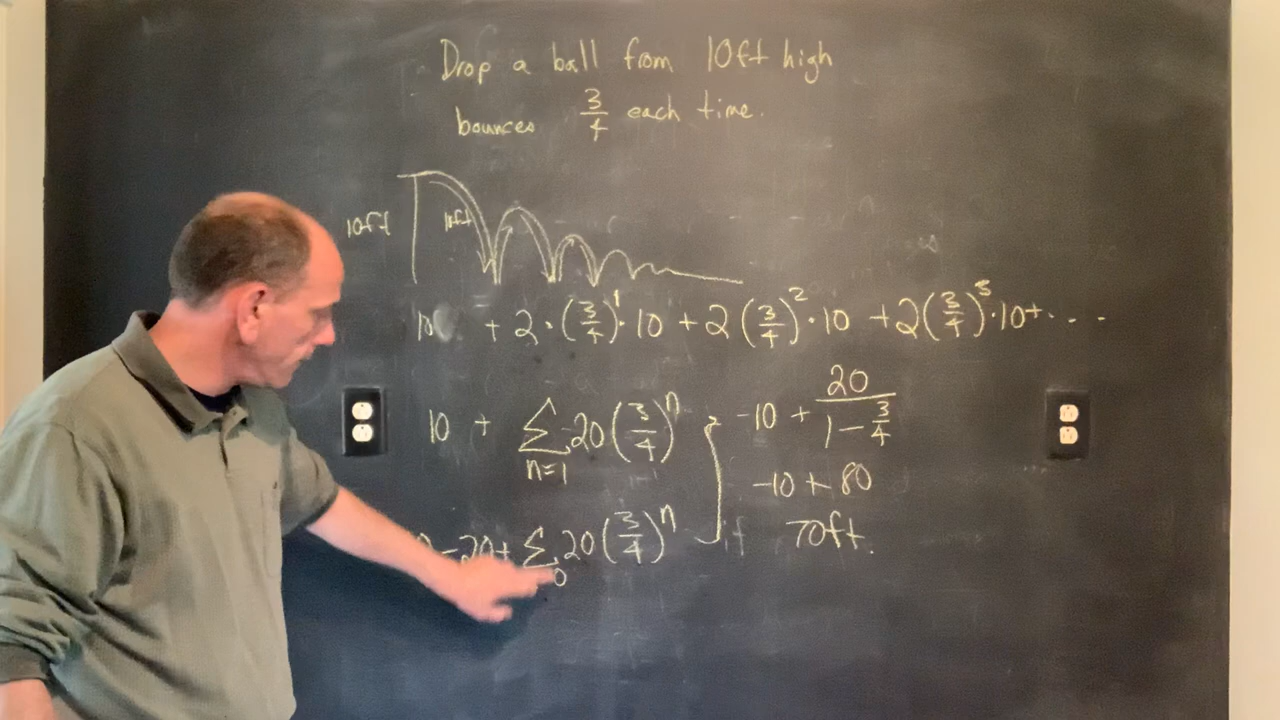 Drop a ball from 10ft high
bounces 3/4 each time.
10ft 10ft
10 + 2·(3/4)^1·10 + 2(3/4)^2·10 + 2(3/4)^3·10+...
10 + ∑ n=1 20(3/4)^n
-20+ ∑ 0 20(3/4)^n
-10 + 20/(1-3/4)
-10 + 80
70ft.